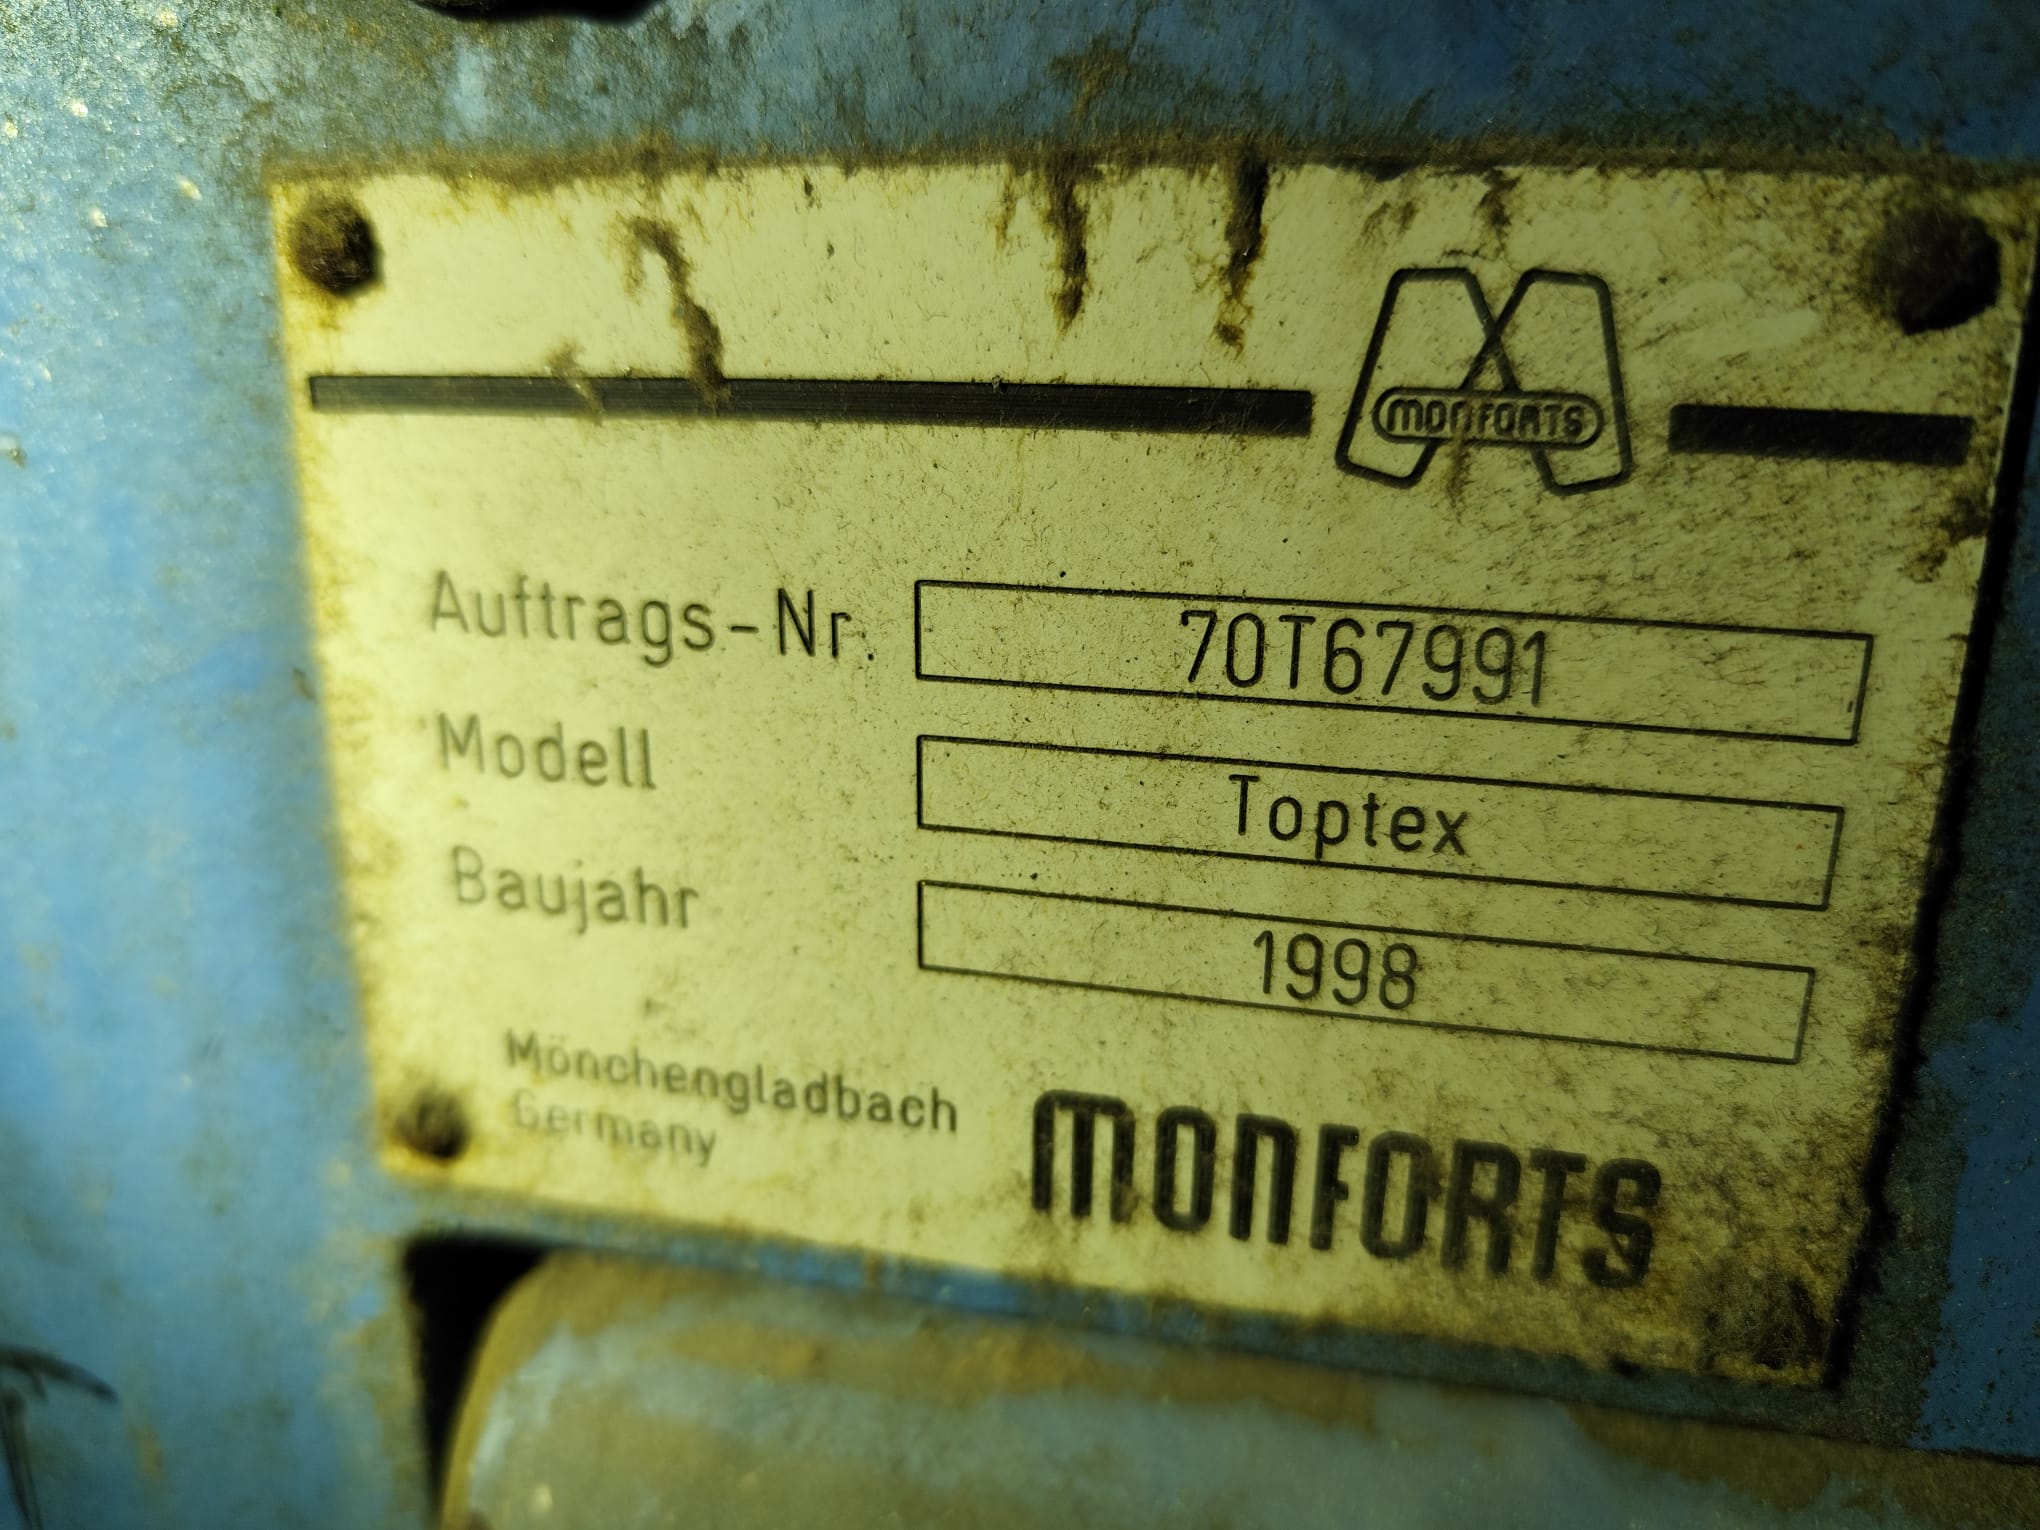 MONFORTS
Auftrags-Nr. 70T67991
Modell Toptex
Baujahr 1998
Mönchengladbach
Germany
MONFORTS